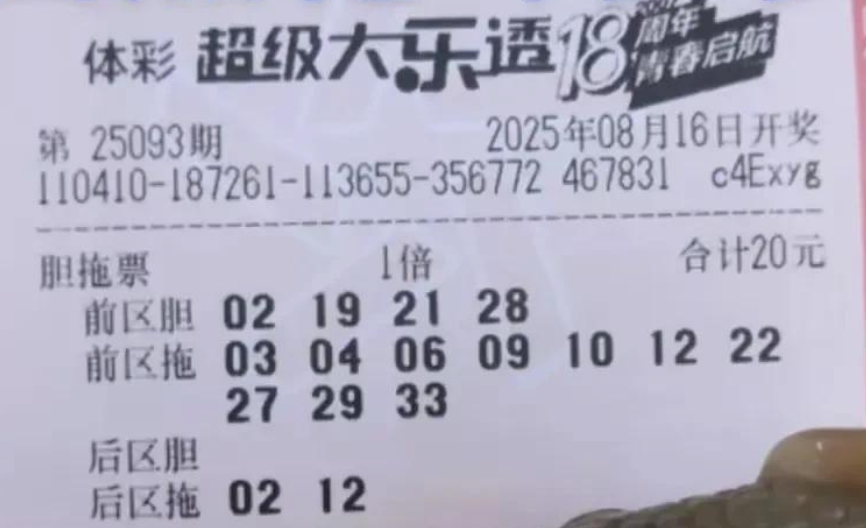 体彩 超级大乐透 18周年 青春启航
第 25093期 2025年08月16日开奖
110410-187261-113655-356772 467831 c4Exyg
胆拖票 1倍 合计20元
前区胆 02 19 21 28
前区拖 03 04 06 09 10 12 22
27 29 33
后区胆
后区拖 02 12